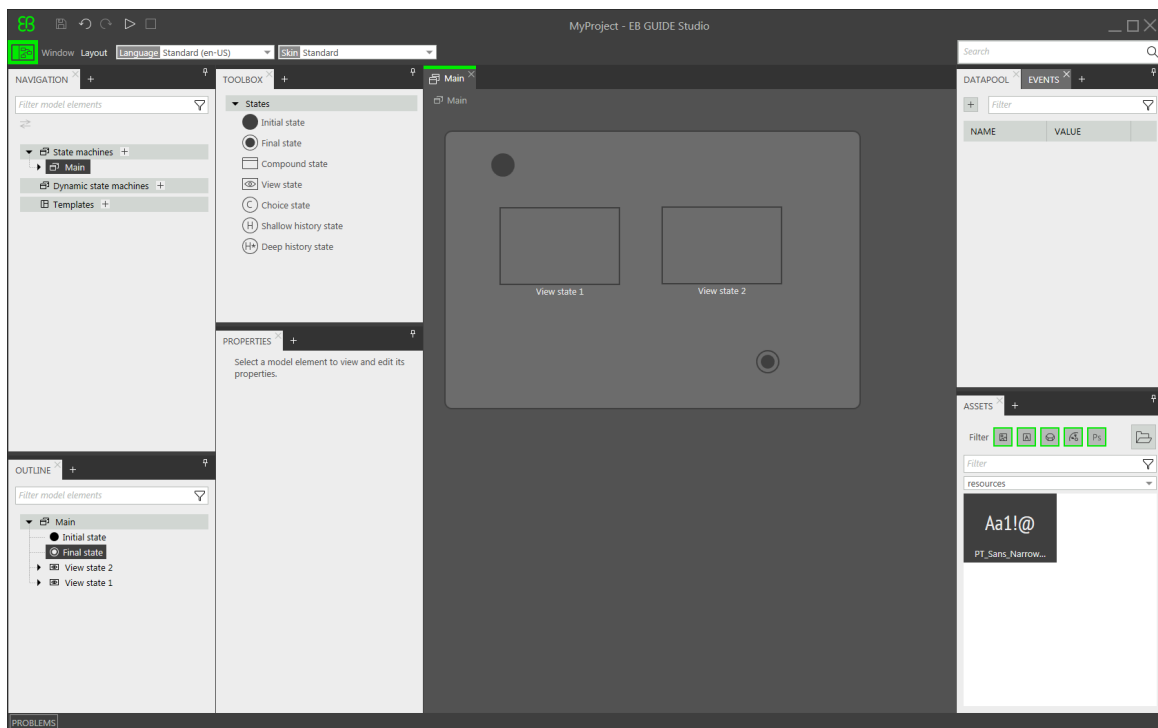 EB
MyProject - EB GUIDE Studio
Window Layout Language Standard (en-US) Skin Standard
Search
NAVIGATION
Filter model elements
State machines
Main
Dynamic state machines
Templates
OUTLINE
Filter model elements
Main
Initial state
Final state
View state 2
View state 1
TOOLBOX
States
Initial state
Final state
Compound state
View state
C Choice state
H Shallow history state
H* Deep history state
PROPERTIES
Select a model element to view and edit its
properties.
Main
Main
View state 1
View state 2
DATAPOOL EVENTS
Filter
NAME VALUE
ASSETS
Filter A Ps
Filter
resources
Aa1!@
PT_Sans_Narrow...
PROBLEMS